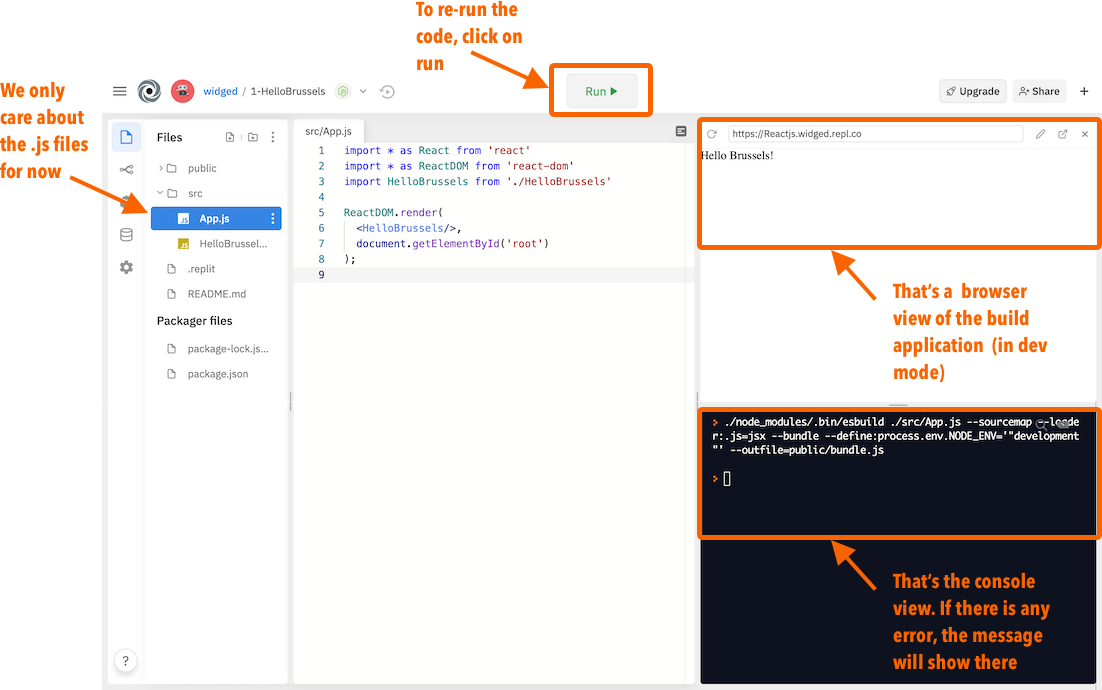 To re-run the
code, click on
run
We only
care about
the .js files
for now
widged / 1-HelloBrussels
Run
Upgrade
Share
Files
public
src
App.js
HelloBrussel...
.replit
README.md
Packager files
package-lock.js...
package.json
src/App.js
1 import * as React from 'react'
2 import * as ReactDOM from 'react-dom'
3 import HelloBrussels from './HelloBrussels'
4
5 ReactDOM.render(
6 <HelloBrussels/>,
7 document.getElementById('root')
8 );
9
https://Reactjs.widged.repl.co
Hello Brussels!
That's a browser
view of the build
application (in dev
mode)
> ./node_modules/.bin/esbuild ./src/App.js --sourcemap --loade
r:.js=jsx --bundle --define:process.env.NODE_ENV='"development
"' --outfile=public/bundle.js
>
That's the console
view. If there is any
error, the message
will show there
?